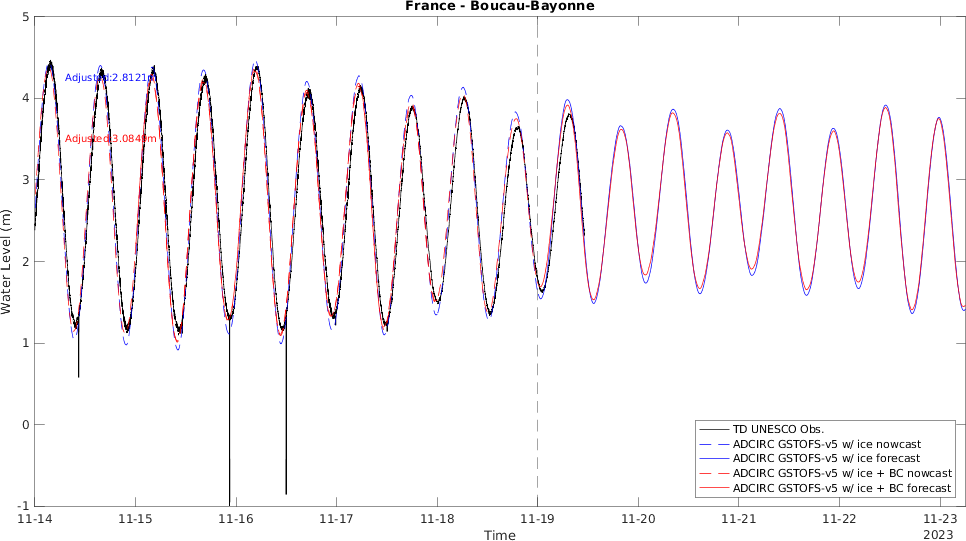 France - Boucau-Bayonne
5
4
3
2
1
0
-1
Water Level (m)
Adjusted:2.8121m
Adjusted:3.0840m
TD UNESCO Obs.
ADCIRC GSTOFS-v5 w/ ice nowcast
ADCIRC GSTOFS-v5 w/ ice forecast
ADCIRC GSTOFS-v5 w/ ice + BC nowcast
ADCIRC GSTOFS-v5 w/ ice + BC forecast
11-14 11-15 11-16 11-17 11-18 11-19 11-20 11-21 11-22 11-23
Time
2023